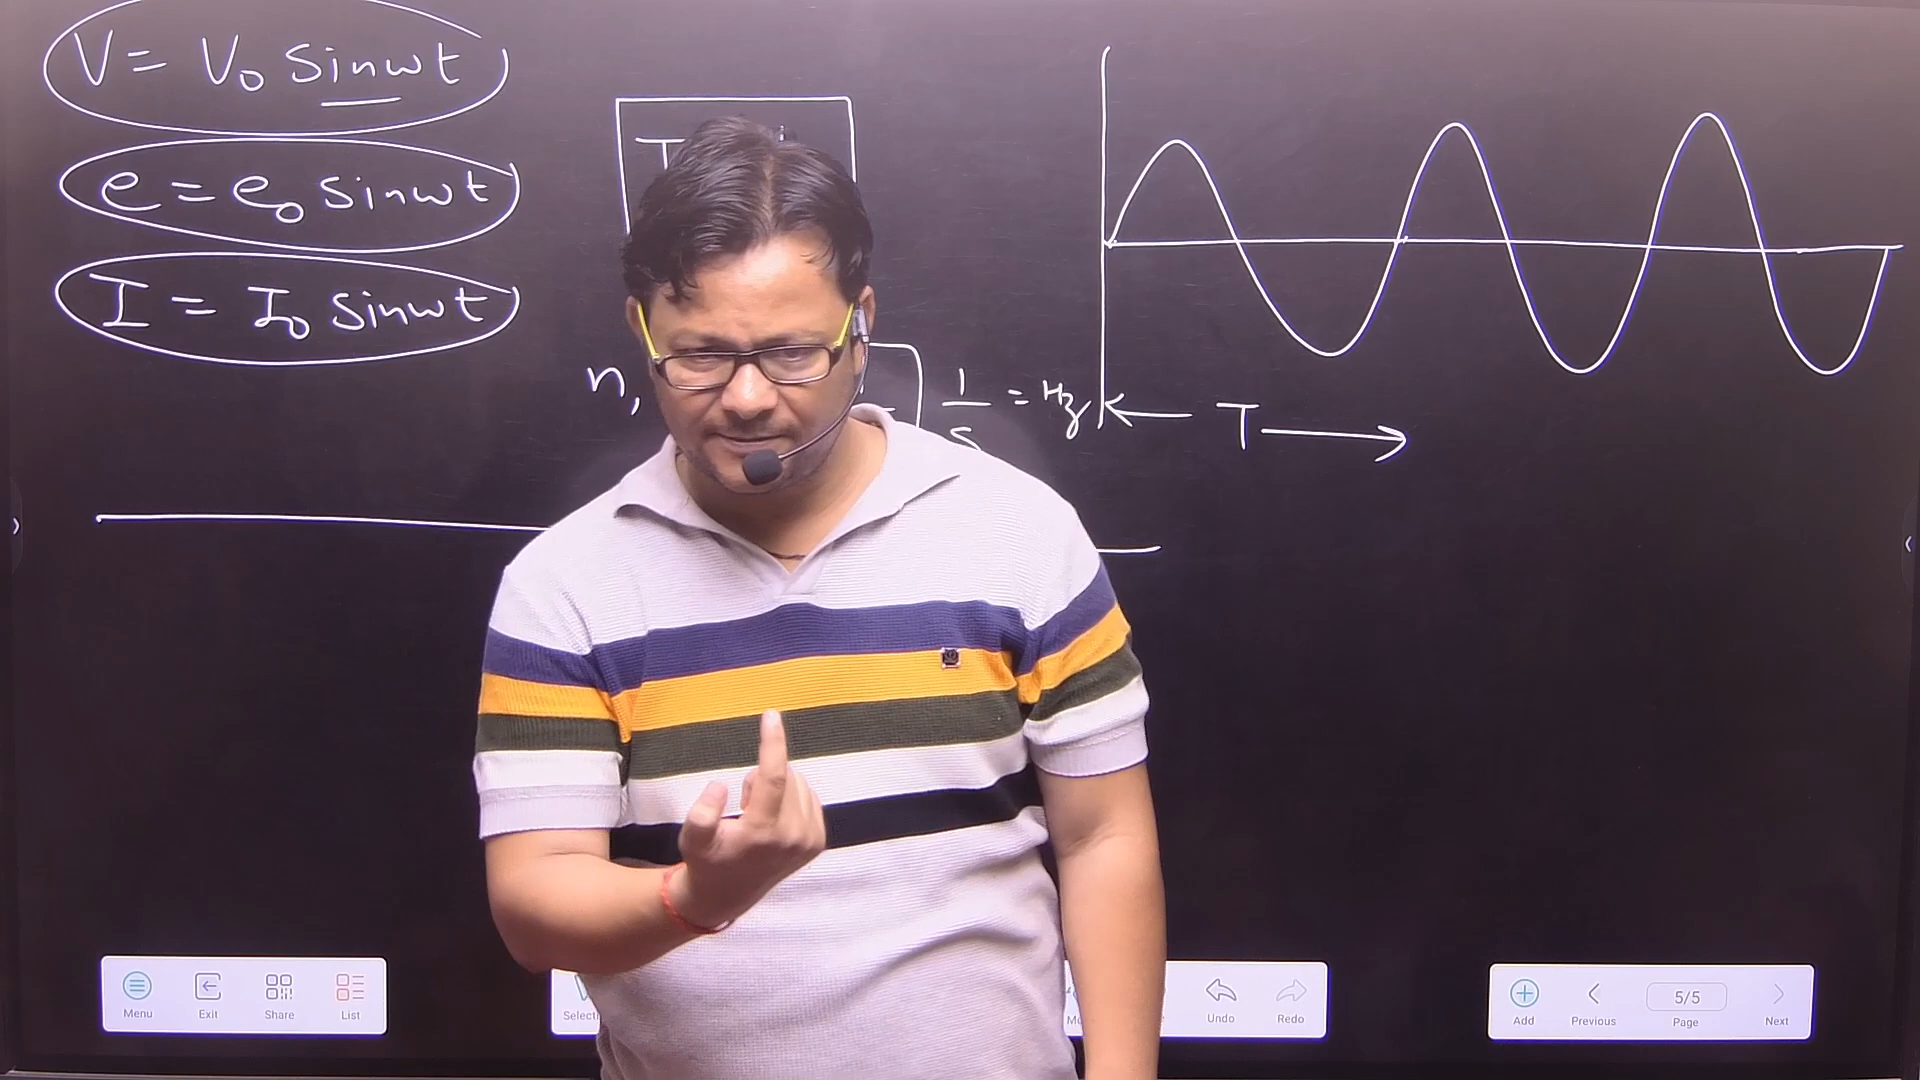 V = V₀ sinωt
e = e₀ sinωt
I = I₀ sinωt
T
n,
1/s = Hz
T
Menu
Exit
Share
List
Undo
Redo
Add
Previous
5/5
Page
Next